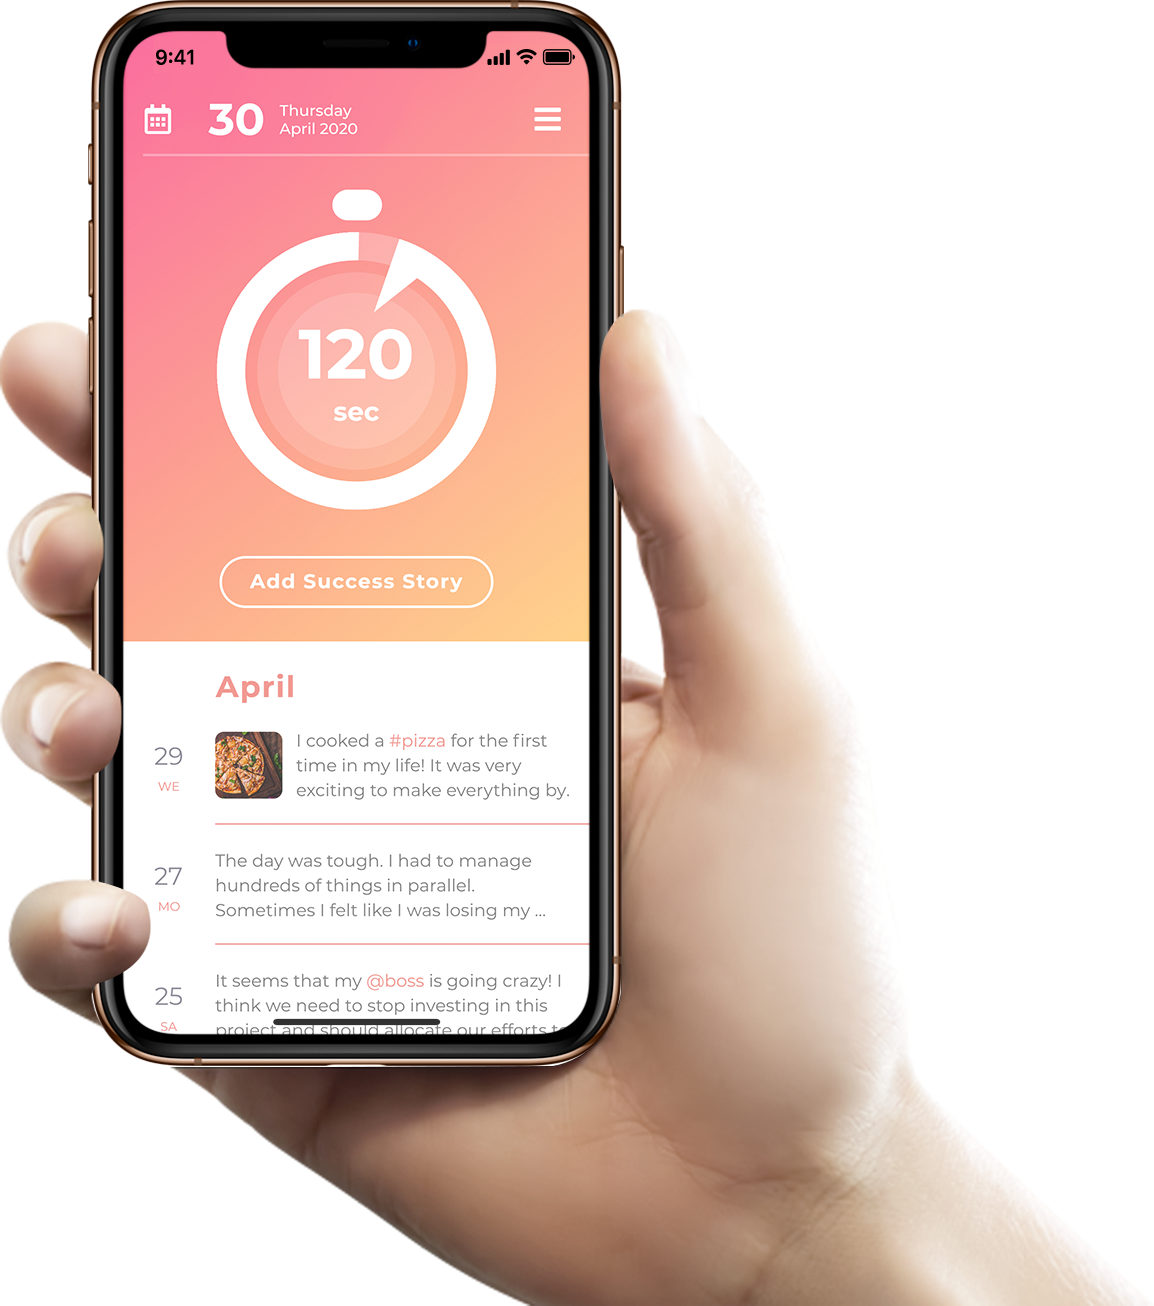 9:41
30
Thursday
April 2020
120
sec
Add Success Story
April
29
WE
I cooked a #pizza for the first
time in my life! It was very
exciting to make everything by.
27
MO
The day was tough. I had to manage
hundreds of things in parallel.
Sometimes I felt like I was losing my ...
25
SA
It seems that my @boss is going crazy! I
think we need to stop investing in this
project and should allocate our efforts to